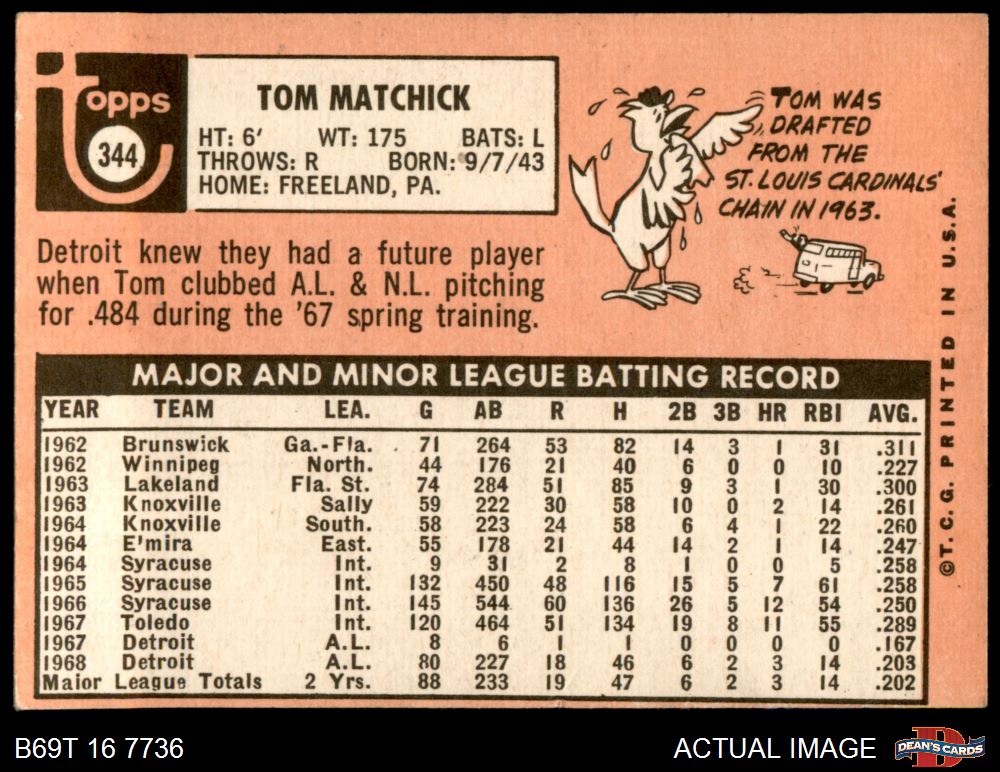 Topps
344
TOM MATCHICK
HT: 6' WT: 175 BATS: L
THROWS: R BORN: 9/7/43
HOME: FREELAND, PA.
TOM WAS
DRAFTED
FROM THE
ST. LOUIS CARDINALS'
CHAIN IN 1963.
Detroit knew they had a future player
when Tom clubbed A.L. & N.L. pitching
for .484 during the '67 spring training.
MAJOR AND MINOR LEAGUE BATTING RECORD
YEAR TEAM LEA. G AB R H 2B 3B HR RBI AVG.
1962 Brunswick Ga.-Fla. 71 264 53 82 14 3 1 31 .311
1962 Winnipeg North. 44 176 21 40 6 0 0 10 .227
1963 Lakeland Fla. St. 74 284 51 85 9 3 1 30 .300
1963 Knoxville Sally 59 222 30 58 10 0 2 14 .261
1964 Knoxville South. 58 223 24 58 6 4 1 22 .260
1964 E'mira East. 55 178 21 44 14 2 1 14 .247
1964 Syracuse Int. 9 31 2 8 1 0 0 5 .258
1965 Syracuse Int. 132 450 48 116 15 5 7 61 .258
1966 Syracuse Int. 145 544 60 136 26 5 12 54 .250
1967 Toledo Int. 120 464 51 134 19 8 11 55 .289
1967 Detroit A.L. 8 6 1 1 0 0 0 0 .167
1968 Detroit A.L. 80 227 18 46 6 2 3 14 .203
Major League Totals 2 Yrs. 88 233 19 47 6 2 3 14 .202
©T.C.G. PRINTED IN U.S.A.
B69T 16 7736 ACTUAL IMAGE
D
DEAN'S CARDS